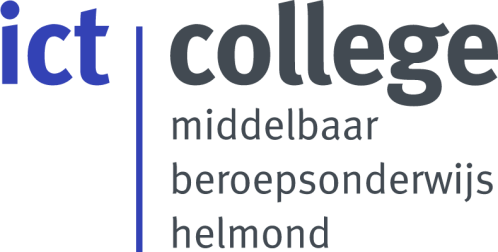 ict college
middelbaar
beroepsonderwijs
helmond